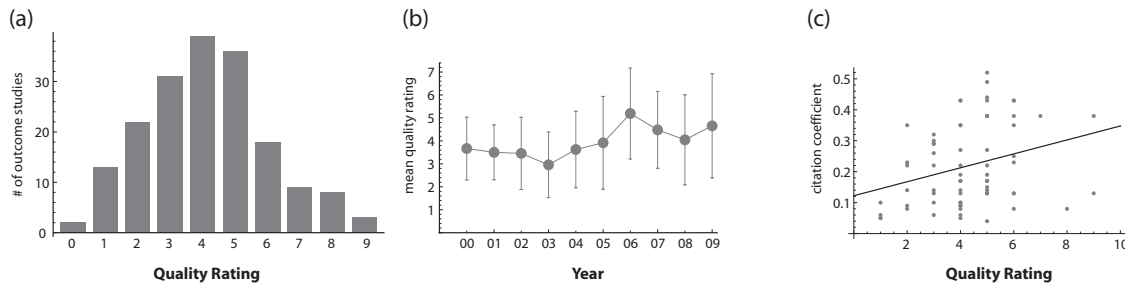 (a)
# of outcome studies
30
20
10
0
0 1 2 3 4 5 6 7 8 9
Quality Rating
(b)
mean quality rating
7
6
5
4
3
2
1
00 01 02 03 04 05 06 07 08 09
Year
(c)
citation coefficient
0.5
0.4
0.3
0.2
0.1
2 4 6 8 10
Quality Rating